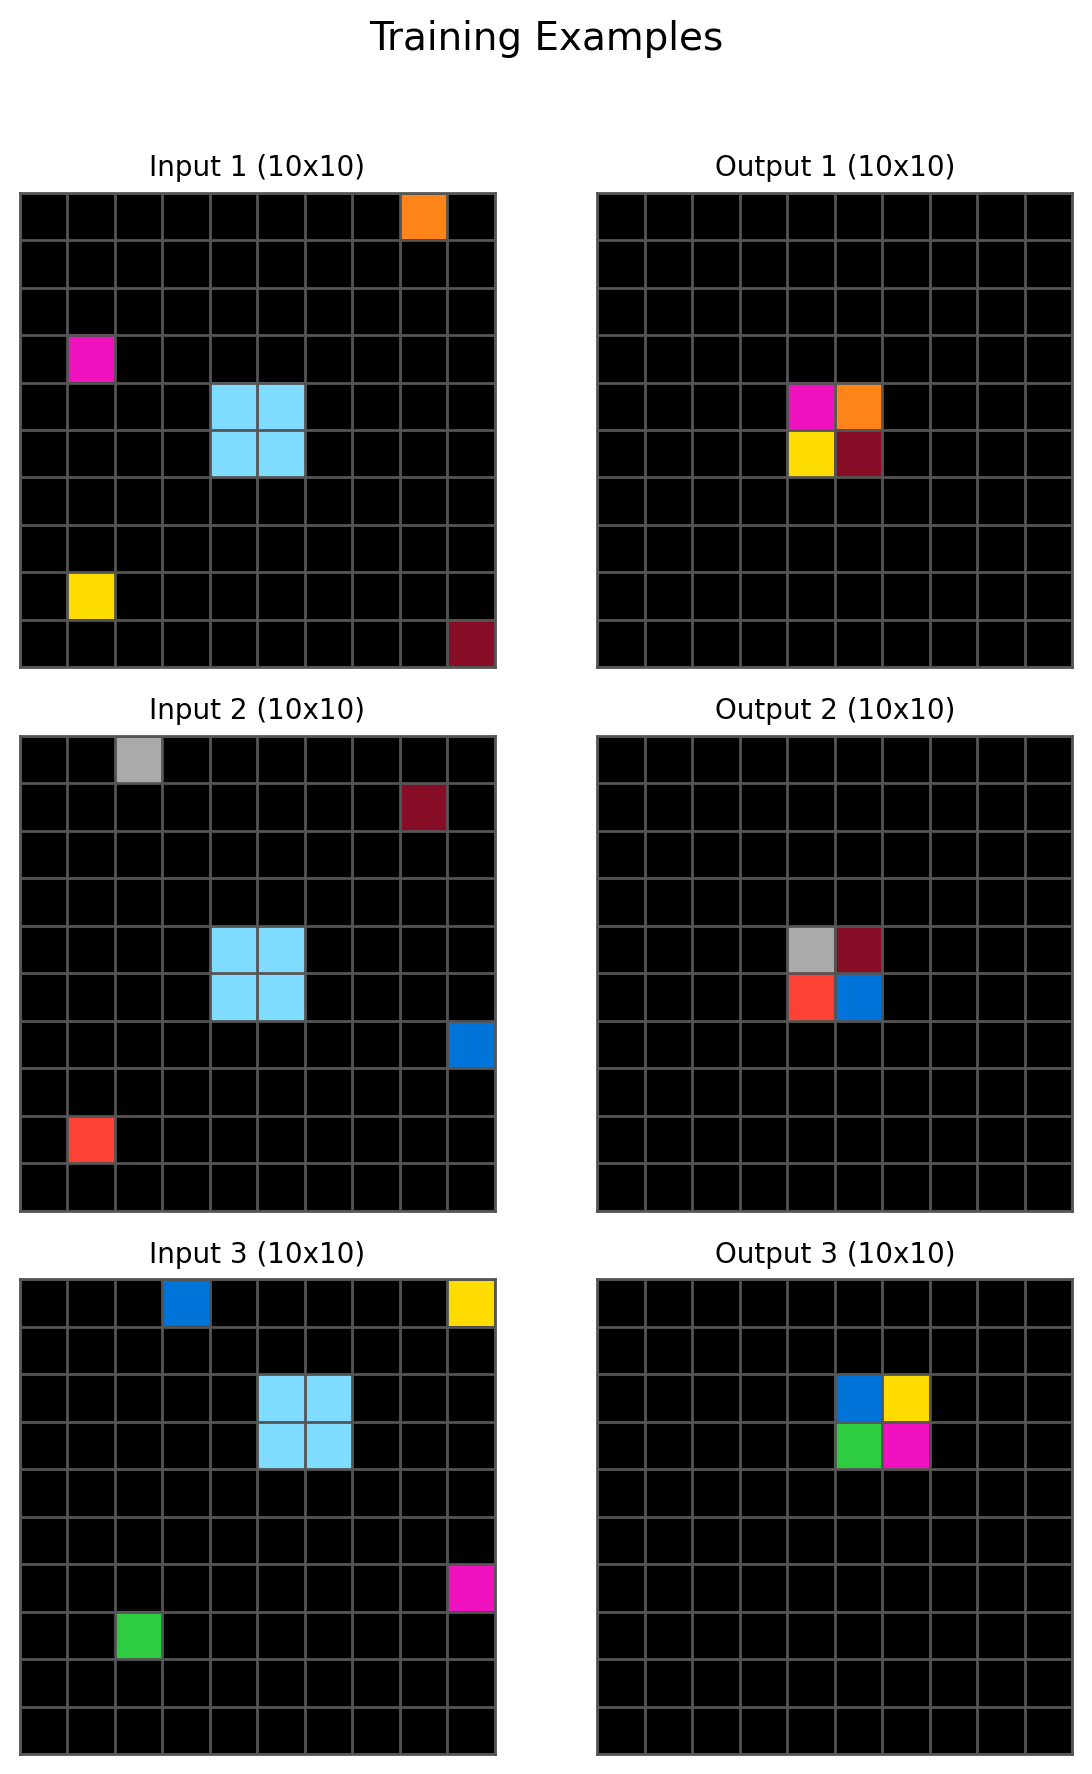 Training Examples
Input 1 (10x10)
Output 1 (10x10)
Input 2 (10x10)
Output 2 (10x10)
Input 3 (10x10)
Output 3 (10x10)